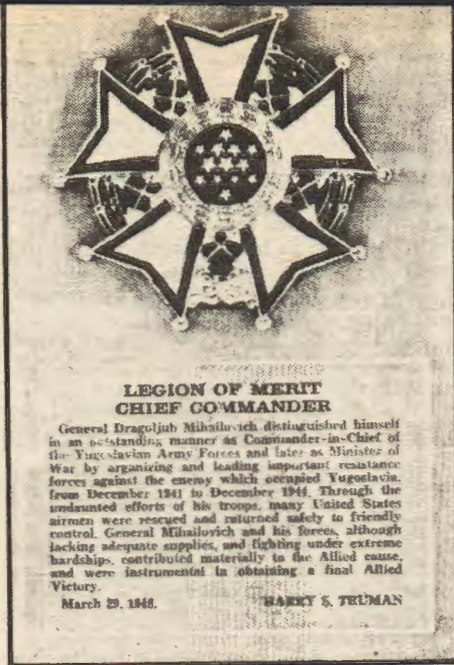 LEGION OF MERIT
CHIEF COMMANDER
General Dragoljub Mihailovich distinguished himself
in an outstanding manner as Commander-in-Chief of
the Yugoslavian Army Forces and later as Minister of
War by organizing and leading important resistance
forces against the enemy which occupied Yugoslavia,
from December 1941 to December 1944. Through the
undaunted efforts of his troops, many United States
airmen were rescued and returned safely to friendly
control. General Mihailovich and his forces, although
lacking adequate supplies, and fighting under extreme
hardships, contributed materially to the Allied cause,
and were instrumental in obtaining a final Allied
Victory.
March 29, 1948. HARRY S. TRUMAN